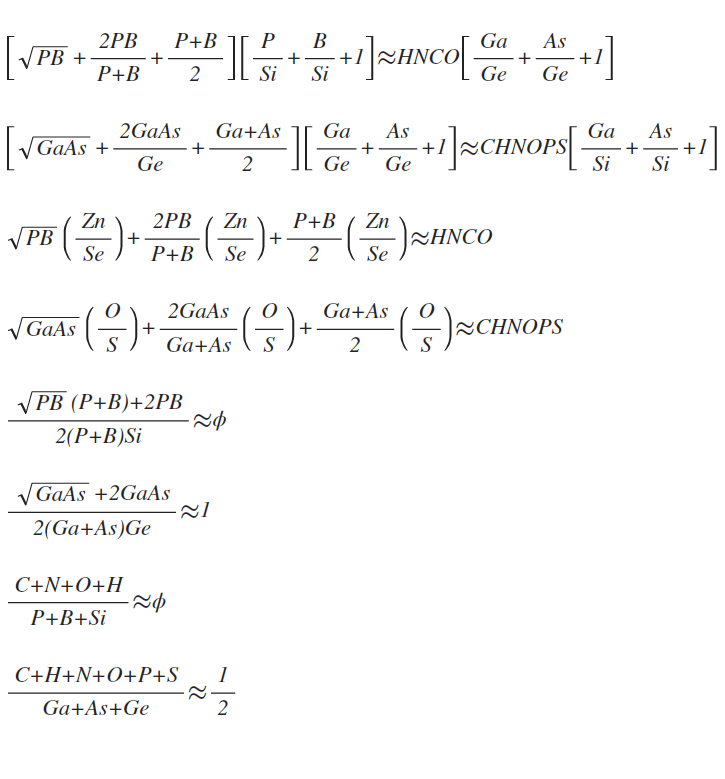 [√PB + 2PB/P+B + P+B/2][P/Si + B/Si +1]≈HNCO[Ga/Ge + As/Ge +1]
[√GaAs + 2GaAs/Ge + Ga+As/2][Ga/Ge + As/Ge +1]≈CHNOPS[Ga/Si + As/Si +1]
√PB(Zn/Se)+ 2PB/P+B(Zn/Se)+ P+B/2(Zn/Se)≈HNCO
√GaAs(O/S)+ 2GaAs/Ga+As(O/S)+ Ga+As/2(O/S)≈CHNOPS
√PB(P+B)+2PB/2(P+B)Si≈ϕ
√GaAs+2GaAs/2(Ga+As)Ge≈1
C+N+O+H/P+B+Si≈ϕ
C+H+N+O+P+S/Ga+As+Ge≈1/2